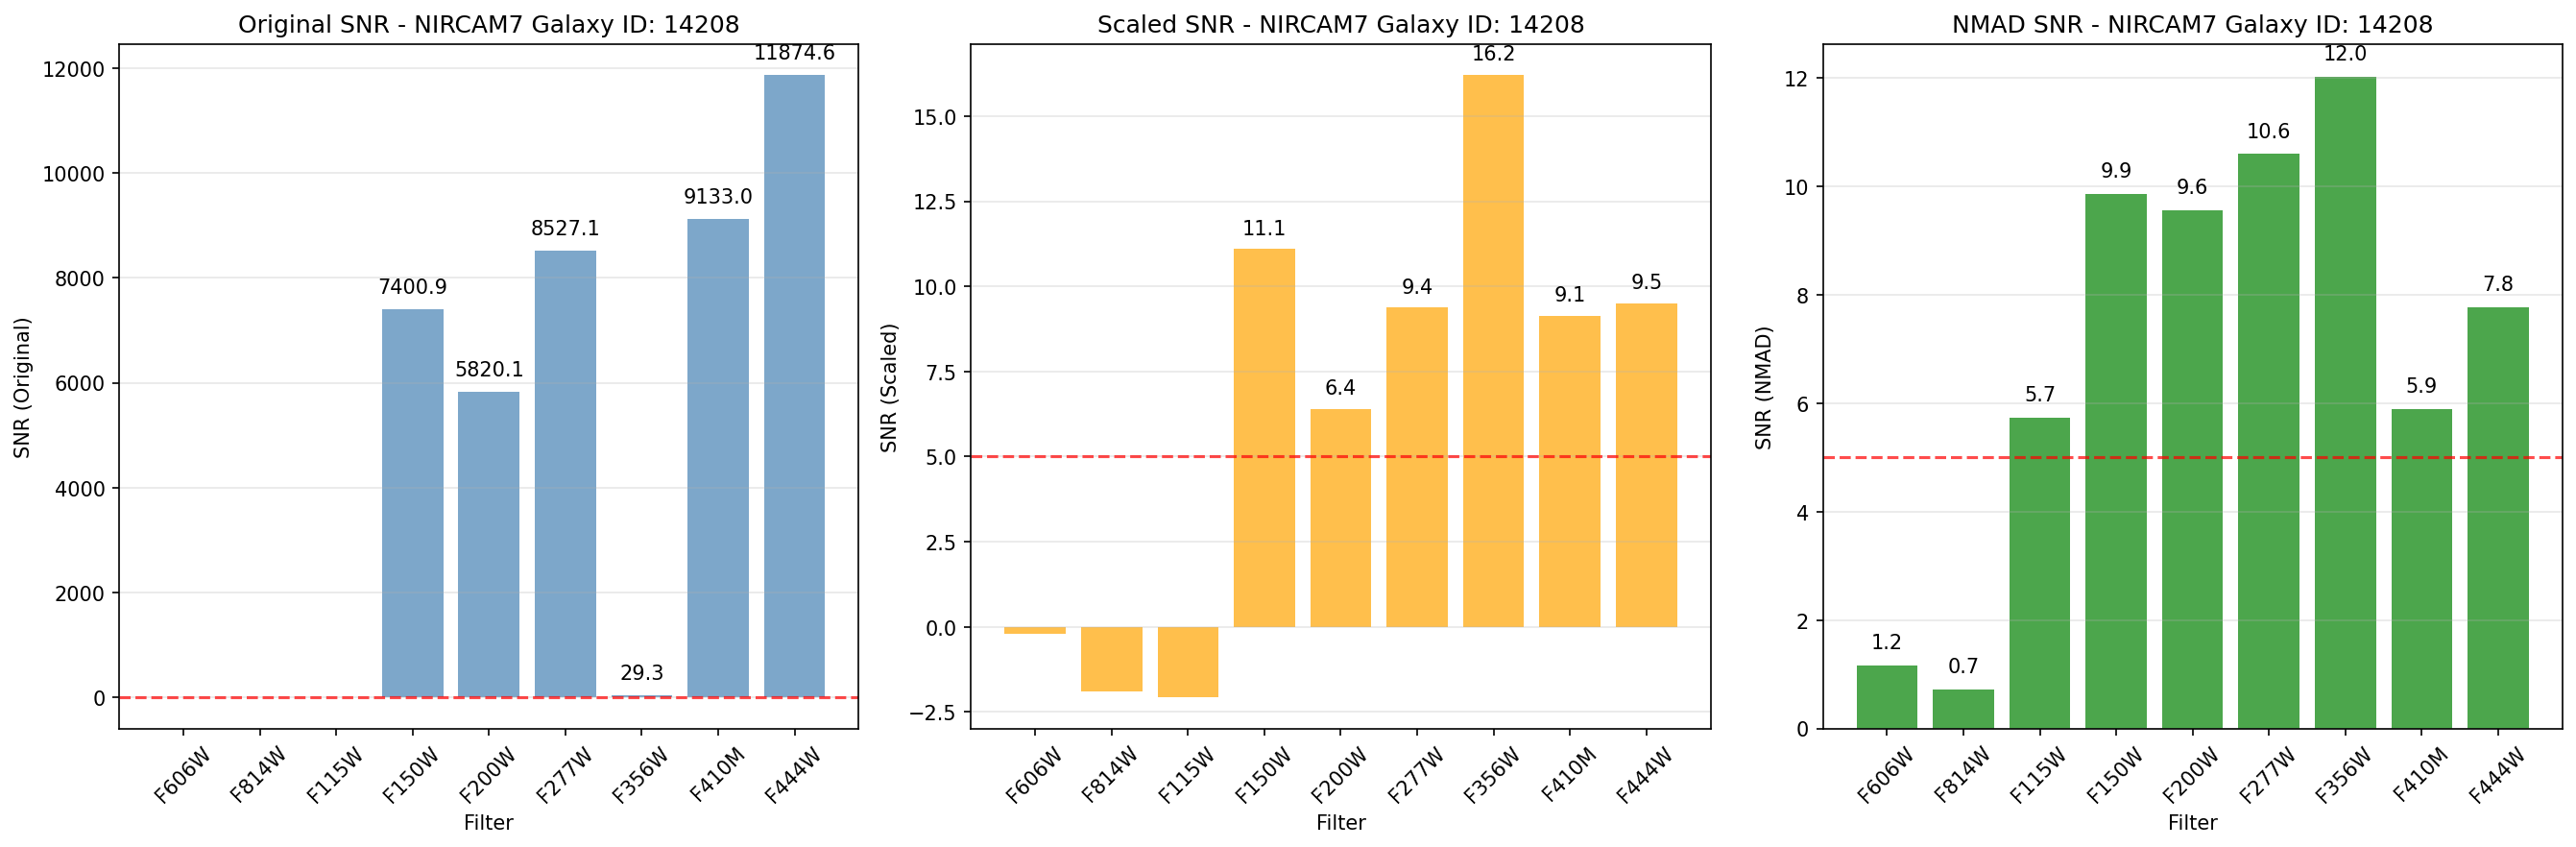 Original SNR - NIRCAM7 Galaxy ID: 14208
SNR (Original)
12000
10000
8000
6000
4000
2000
0
7400.9
5820.1
8527.1
29.3
9133.0
11874.6
F606W
F814W
F115W
F150W
F200W
F277W
F356W
F410M
F444W
Filter
Scaled SNR - NIRCAM7 Galaxy ID: 14208
SNR (Scaled)
15.0
12.5
10.0
7.5
5.0
2.5
0.0
−2.5
11.1
6.4
9.4
16.2
9.1
9.5
F606W
F814W
F115W
F150W
F200W
F277W
F356W
F410M
F444W
Filter
NMAD SNR - NIRCAM7 Galaxy ID: 14208
SNR (NMAD)
12
10
8
6
4
2
0
1.2
0.7
5.7
9.9
9.6
10.6
12.0
5.9
7.8
F606W
F814W
F115W
F150W
F200W
F277W
F356W
F410M
F444W
Filter